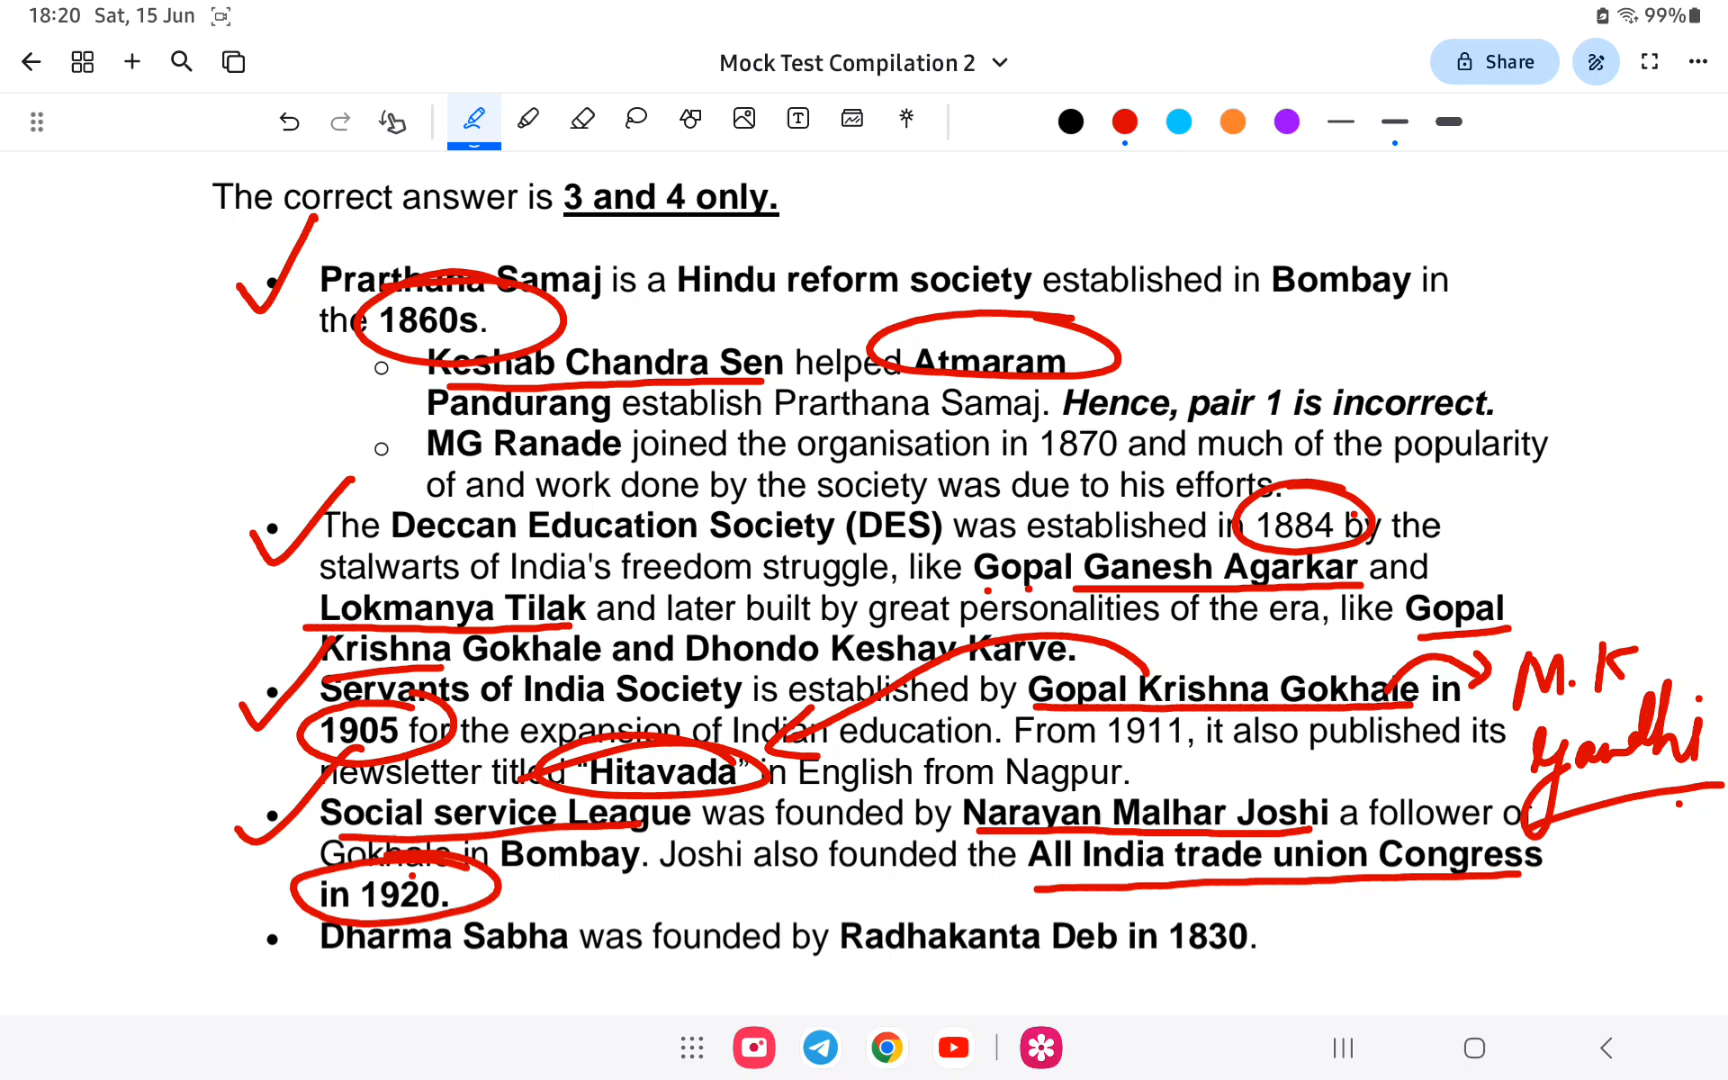 18:20 Sat, 15 Jun
99%
Mock Test Compilation 2
Share
The correct answer is 3 and 4 only.
• Prarthana Samaj is a Hindu reform society established in Bombay in
the 1860s.
o Keshab Chandra Sen helped Atmaram
Pandurang establish Prarthana Samaj. Hence, pair 1 is incorrect.
o MG Ranade joined the organisation in 1870 and much of the popularity
of and work done by the society was due to his efforts.
• The Deccan Education Society (DES) was established in 1884 by the
stalwarts of India's freedom struggle, like Gopal Ganesh Agarkar and
Lokmanya Tilak and later built by great personalities of the era, like Gopal
Krishna Gokhale and Dhondo Keshav Karve.
• Servants of India Society is established by Gopal Krishna Gokhale in
1905 for the expansion of Indian education. From 1911, it also published its
newsletter titled “Hitavada” in English from Nagpur.
• Social service League was founded by Narayan Malhar Joshi a follower of
Gokhale in Bombay. Joshi also founded the All India trade union Congress
in 1920.
• Dharma Sabha was founded by Radhakanta Deb in 1830.
M. K
Gandhi